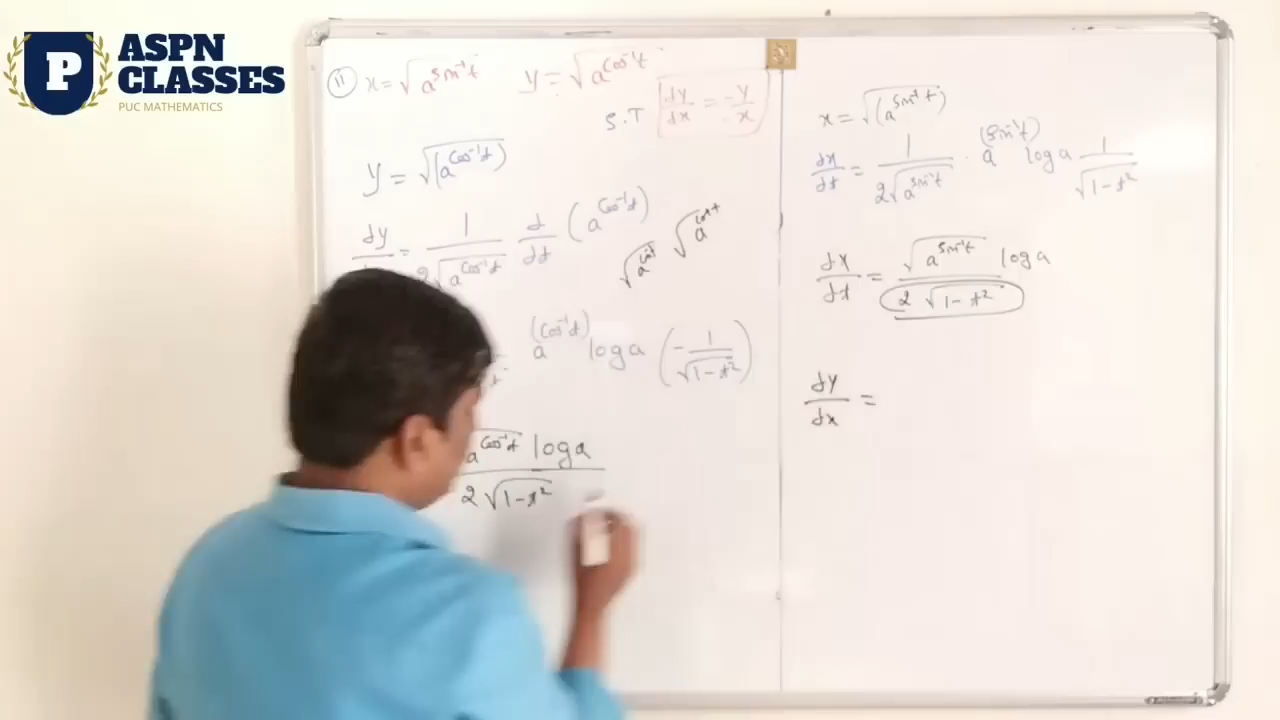 P
ASPN
CLASSES
PUC MATHEMATICS
11 x = √(a^(Sin⁻¹t)) y = √(a^(Cos⁻¹t))
S.T dy/dx = -y/x
y = √(a^(Cos⁻¹t))
dy/ = 1/(2√(a^(Cos⁻¹t))) d/dt (a^(Cos⁻¹t))
a^(Cos⁻¹t) log a (-1/√(1-t²))
a^(Cos⁻¹t) log a
2 √(1-t²)
x = √(a^(Sin⁻¹t))
dx/dt = 1/(2√(a^(Sin⁻¹t))) · a^(Sin⁻¹t) log a 1/√(1-t²)
dx/dt = √(a^(Sin⁻¹t)) log a / (2 √(1-t²))
dy/dx =